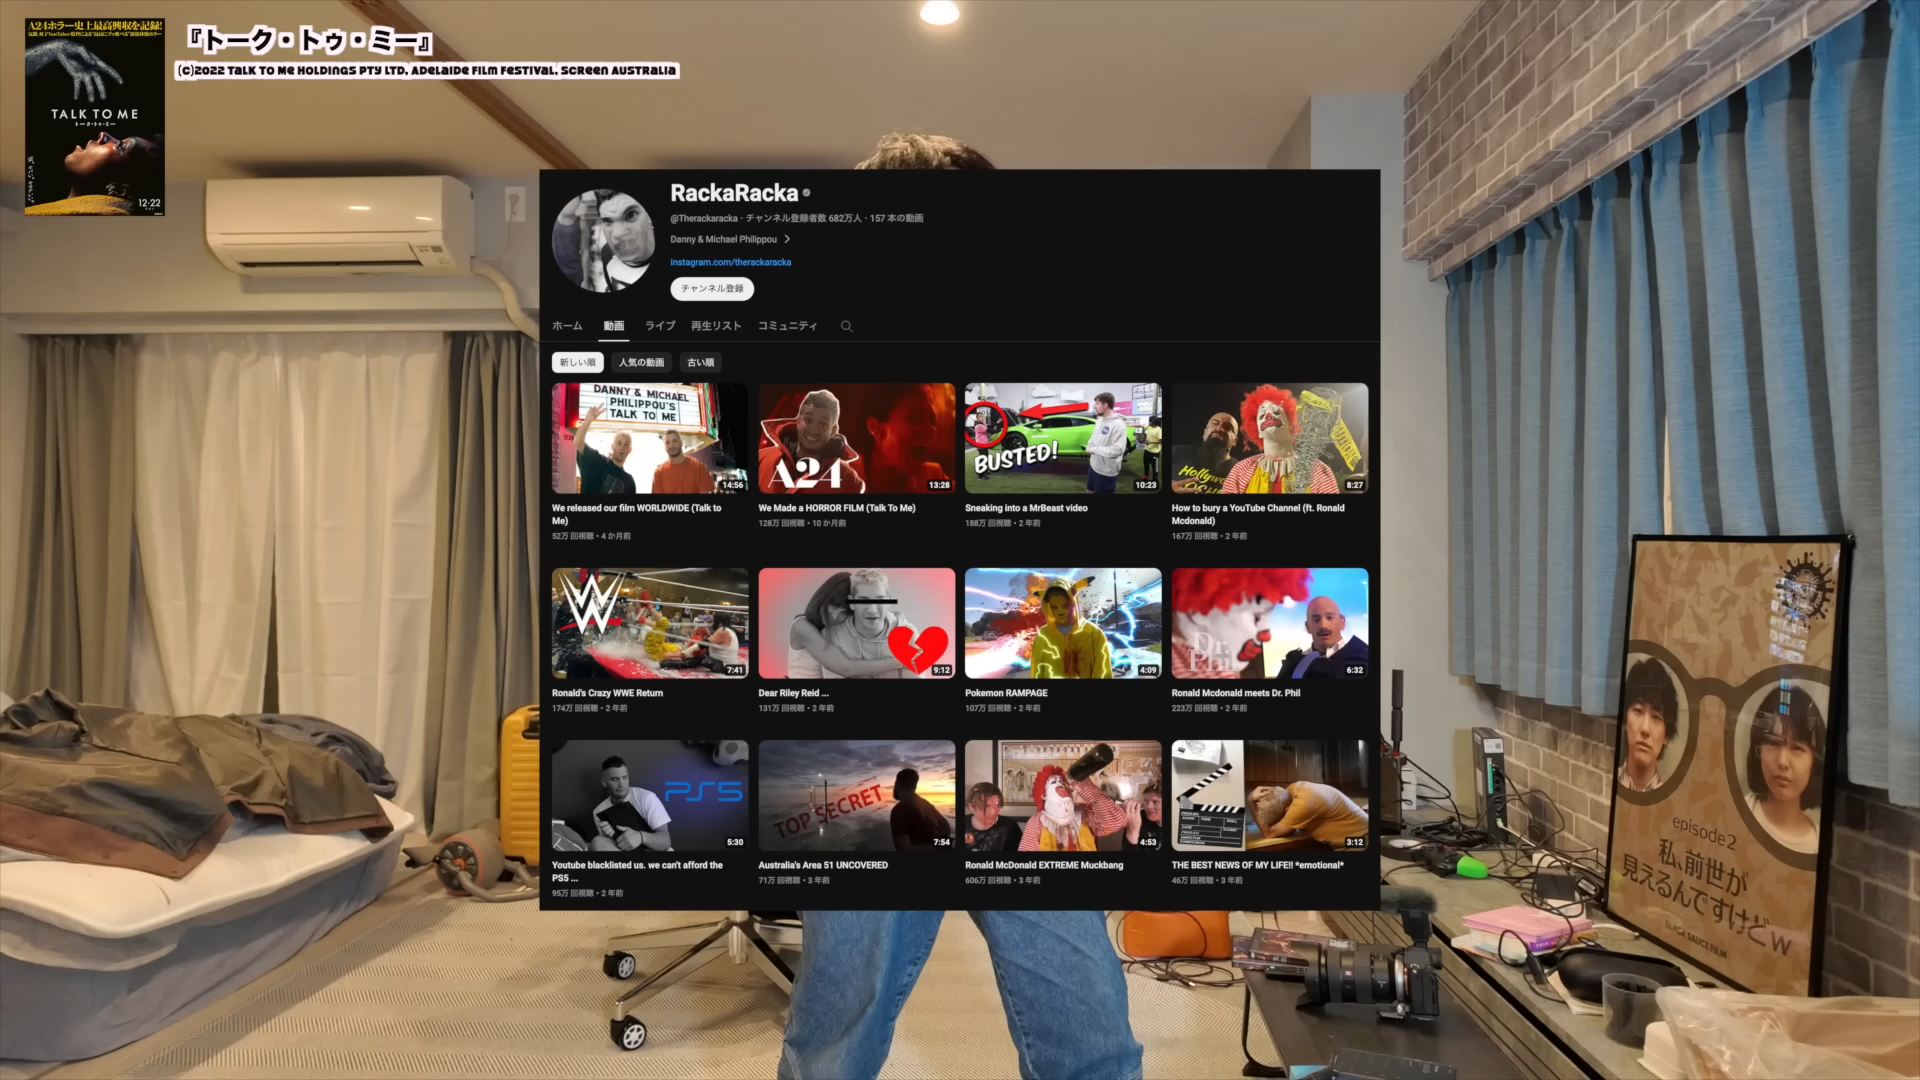 A24ホラー史上最高興収を記録!
TALK TO ME
トーク・トゥ・ミー
12.22
『トーク・トゥ・ミー』
(C)2022 TALK TO ME HOLDINGS PTY LTD, ADELAIDE FILM FESTIVAL, SCREEN AUSTRALIA
RackaRacka
@Therackaracka・チャンネル登録者数 682万人・157 本の動画
Danny & Michael Philippou
instagram.com/therackaracka
チャンネル登録
ホーム 動画 ライブ 再生リスト コミュニティ
新しい順 人気の動画 古い順
DANNY & MICHAEL
PHILIPPOU'S
TALK TO ME
14:56
A24
13:28
BUSTED!
10:23
8:27
We released our film WORLDWIDE (Talk to
Me)
52万 回視聴・4 か月前
We Made a HORROR FILM (Talk To Me)
128万 回視聴・10 か月前
Sneaking into a MrBeast video
188万 回視聴・2 年前
How to bury a YouTube Channel (ft. Ronald
Mcdonald)
167万 回視聴・2 年前
7:41
9:12
4:09
Dr.
Phil
6:32
Ronald's Crazy WWE Return
174万 回視聴・2 年前
Dear Riley Reid ...
131万 回視聴・2 年前
Pokemon RAMPAGE
107万 回視聴・2 年前
Ronald Mcdonald meets Dr. Phil
223万 回視聴・2 年前
PS5
5:30
TOP SECRET
7:54
4:53
3:12
Youtube blacklisted us. we can't afford the
PS5 ...
95万 回視聴・2 年前
Australia's Area 51 UNCOVERED
71万 回視聴・3 年前
Ronald McDonald EXTREME Muckbang
606万 回視聴・3 年前
THE BEST NEWS OF MY LIFE!! *emotional*
46万 回視聴・3 年前
episode2
私、前世が
見えるんですけどw
BLACK SAUCE FILM